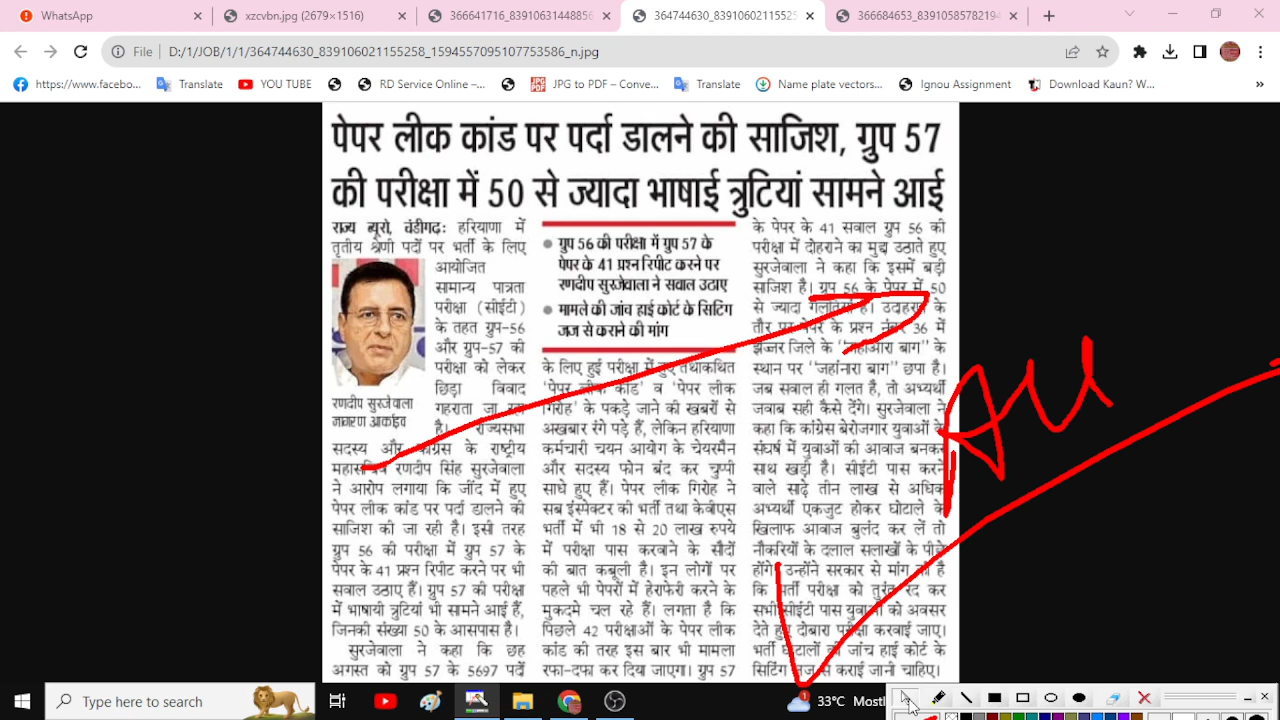 WhatsApp
xzcvbn.jpg (2679×1516)
366641716_83910631448856
364744630_8391060211552
366684653_8391058578219
File D:/1/JOB/1/1/364744630_839106021155258_1594557095107753586_n.jpg
https://www.facebo... Translate YOU TUBE RD Service Online –... JPG to PDF – Conve... Translate Name plate vectors... Ignou Assignment Download Kaun? W... »
पेपर लीक कांड पर पर्दा डालने की साजिश, ग्रुप 57
की परीक्षा में 50 से ज्यादा भाषाई त्रुटियां सामने आई
राज्य ब्यूरो, चंडीगढ़: हरियाणा में
तृतीय श्रेणी पदों पर भर्ती के लिए
आयोजित
सामान्य पात्रता
परीक्षा (सीईटी)
के तहत ग्रुप-56
और ग्रुप-57 की
परीक्षा को लेकर
छिड़ा विवाद
गहराता जा रहा
है। राज्यसभा
रणदीप सुरजेवाला
जागरण आर्काइव
सदस्य और कांग्रेस के राष्ट्रीय
महासचिव रणदीप सिंह सुरजेवाला
ने आरोप लगाया कि जींद में हुए
पेपर लीक कांड पर पर्दा डालने की
साजिश की जा रही है। इसी तरह
ग्रुप 56 की परीक्षा में ग्रुप 57 के
पेपर के 41 प्रश्न रिपीट करने पर भी
सवाल उठाए हैं। ग्रुप 57 की परीक्षा
में भाषायी त्रुटियां भी सामने आई हैं,
जिनकी संख्या 50 के आसपास है।
सुरजेवाला ने कहा कि छह
अगस्त को ग्रुप 57 के 5697 पदों
● ग्रुप 56 की परीक्षा में ग्रुप 57 के
पेपर के 41 प्रश्न रिपीट करने पर
रणदीप सुरजेवाला ने सवाल उठाए
● मामले की जांच हाई कोर्ट के सिटिंग
जज से कराने की मांग
के लिए हुई परीक्षा में हुए तथाकथित
'पेपर लीक कांड' व 'पेपर लीक
गिरोह' के पकड़े जाने की खबरों से
अखबार रंगे पड़े हैं, लेकिन हरियाणा
कर्मचारी चयन आयोग के चेयरमैन
और सदस्य फोन बंद कर चुप्पी
साधे हुए हैं। पेपर लीक गिरोह ने
सब इंस्पेक्टर की भर्ती तथा केवीएस
भर्ती में भी 18 से 20 लाख रुपये
में परीक्षा पास करवाने के सौदों
की बात कबूली है। इन लोगों पर
पहले भी पेपरों में हेराफेरी करने के
मुकदमे चल रहे हैं। लगता है कि
पिछले 42 परीक्षाओं के पेपर लीक
कांड की तरह इस बार भी मामला
रफा-दफा कर दिया जाएगा। ग्रुप 57
के पेपर के 41 सवाल ग्रुप 56 की
परीक्षा में दोहराने का मुद्दा उठाते हुए
सुरजेवाला ने कहा कि इसमें बड़ी
साजिश है। ग्रुप 56 के पेपर में 50
से ज्यादा गलतियां हैं। उदाहरण के
तौर पर पेपर के प्रश्न नंबर 36 में
झज्जर जिले के "जहांआरा बाग" के
स्थान पर "जहांनारा बाग" छपा है।
जब सवाल ही गलत है, तो अभ्यर्थी
जवाब सही कैसे देंगे। सुरजेवाला ने
कहा कि कांग्रेस बेरोजगार युवाओं के
संघर्ष में युवाओं की आवाज बनकर
साथ खड़ी है। सीईटी पास करने
वाले साढ़े तीन लाख से अधिक
अभ्यर्थी एकजुट होकर घोटाले के
खिलाफ आवाज बुलंद कर लें तो
नौकरियों के दलाल सलाखों के पीछे
होंगे। उन्होंने सरकार से मांग की है
कि भर्ती परीक्षा को तुरंत रद कर
सभी सीईटी पास युवाओं को अवसर
देते हुए दोबारा परीक्षा करवाई जाए।
भर्ती घोटालों की जांच हाई कोर्ट के
सिटिंग जज से कराई जानी चाहिए।
Type here to search
1
33°C Mostl